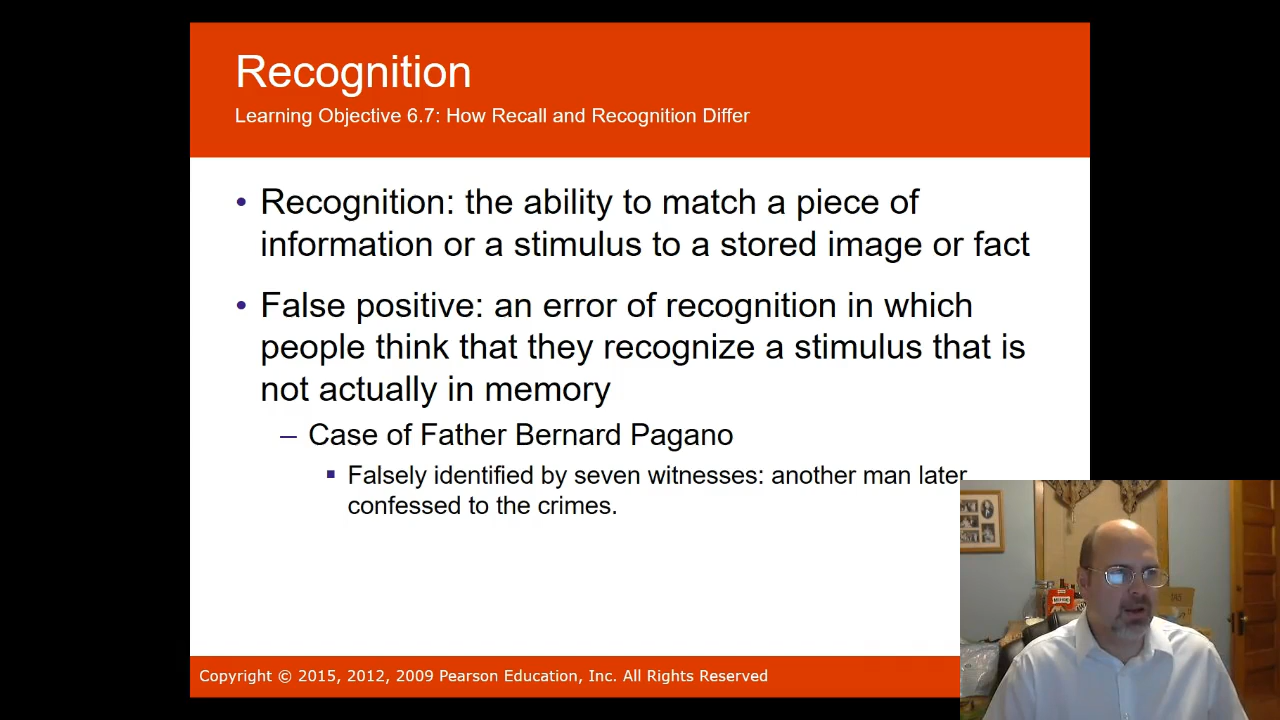 Recognition
Learning Objective 6.7: How Recall and Recognition Differ
• Recognition: the ability to match a piece of
information or a stimulus to a stored image or fact
• False positive: an error of recognition in which
people think that they recognize a stimulus that is
not actually in memory
– Case of Father Bernard Pagano
▪ Falsely identified by seven witnesses: another man later
confessed to the crimes.
Copyright © 2015, 2012, 2009 Pearson Education, Inc. All Rights Reserved